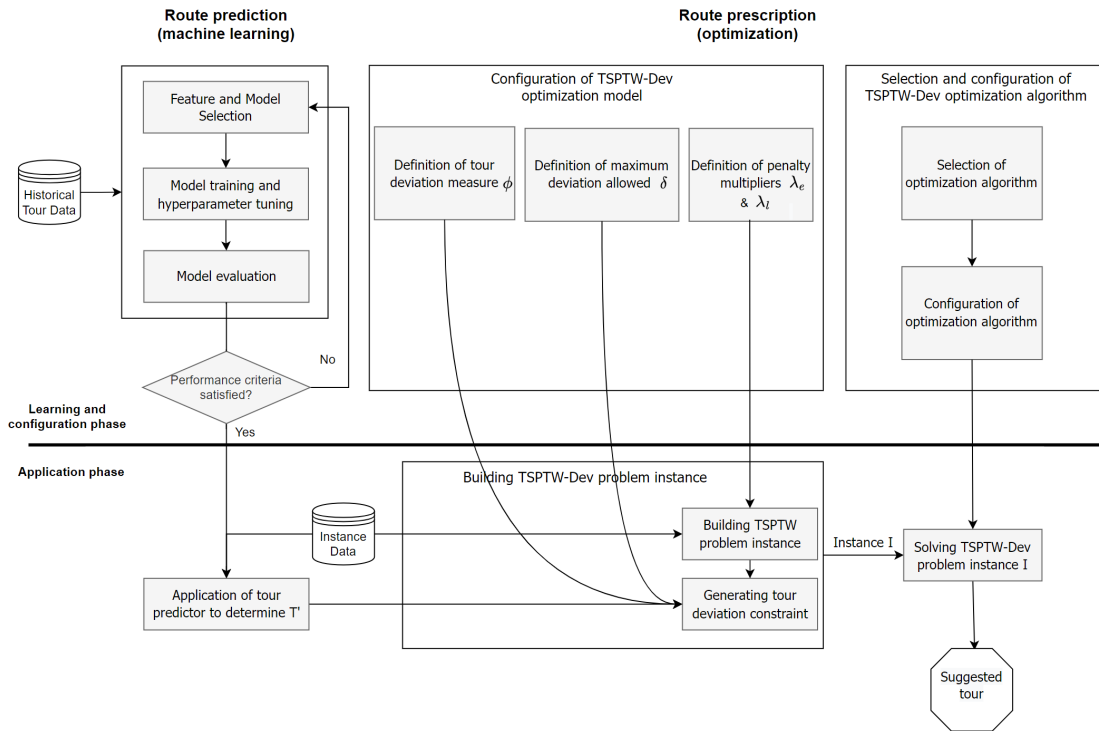 Route prediction
(machine learning)
Route prescription
(optimization)
Feature and Model
Selection
Historical
Tour Data
Model training and
hyperparameter tuning
Model evaluation
No
Performance criteria
satisfied?
Yes
Configuration of TSPTW-Dev
optimization model
Definition of tour
deviation measure ϕ
Definition of maximum
deviation allowed δ
Definition of penalty
multipliers λe
& λl
Selection and configuration of
TSPTW-Dev optimization algorithm
Selection of
optimization algorithm
Configuration of
optimization algorithm
Learning and
configuration phase
Application phase
Building TSPTW-Dev problem instance
Instance
Data
Building TSPTW
problem instance
Instance I
Solving TSPTW-Dev
problem instance I
Application of tour
predictor to determine T'
Generating tour
deviation constraint
Suggested
tour